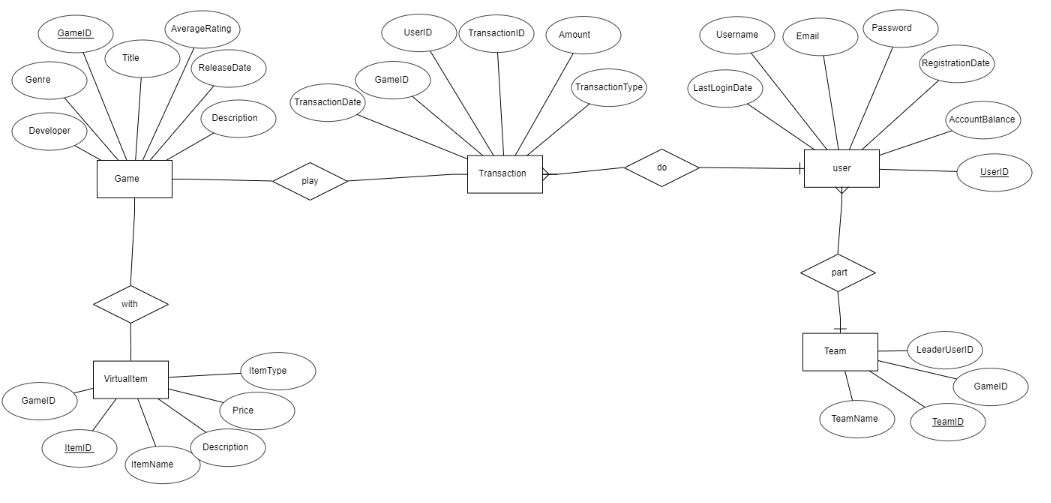 GameID
AverageRating
Title
Genre
ReleaseDate
Developer
Description
Game
UserID
TransactionID
Amount
GameID
TransactionType
TransactionDate
Transaction
Username
Email
Password
RegistrationDate
LastLoginDate
AccountBalance
UserID
user
play
do
part
with
VirtualItem
ItemType
GameID
Price
ItemID
ItemName
Description
Team
LeaderUserID
GameID
TeamName
TeamID